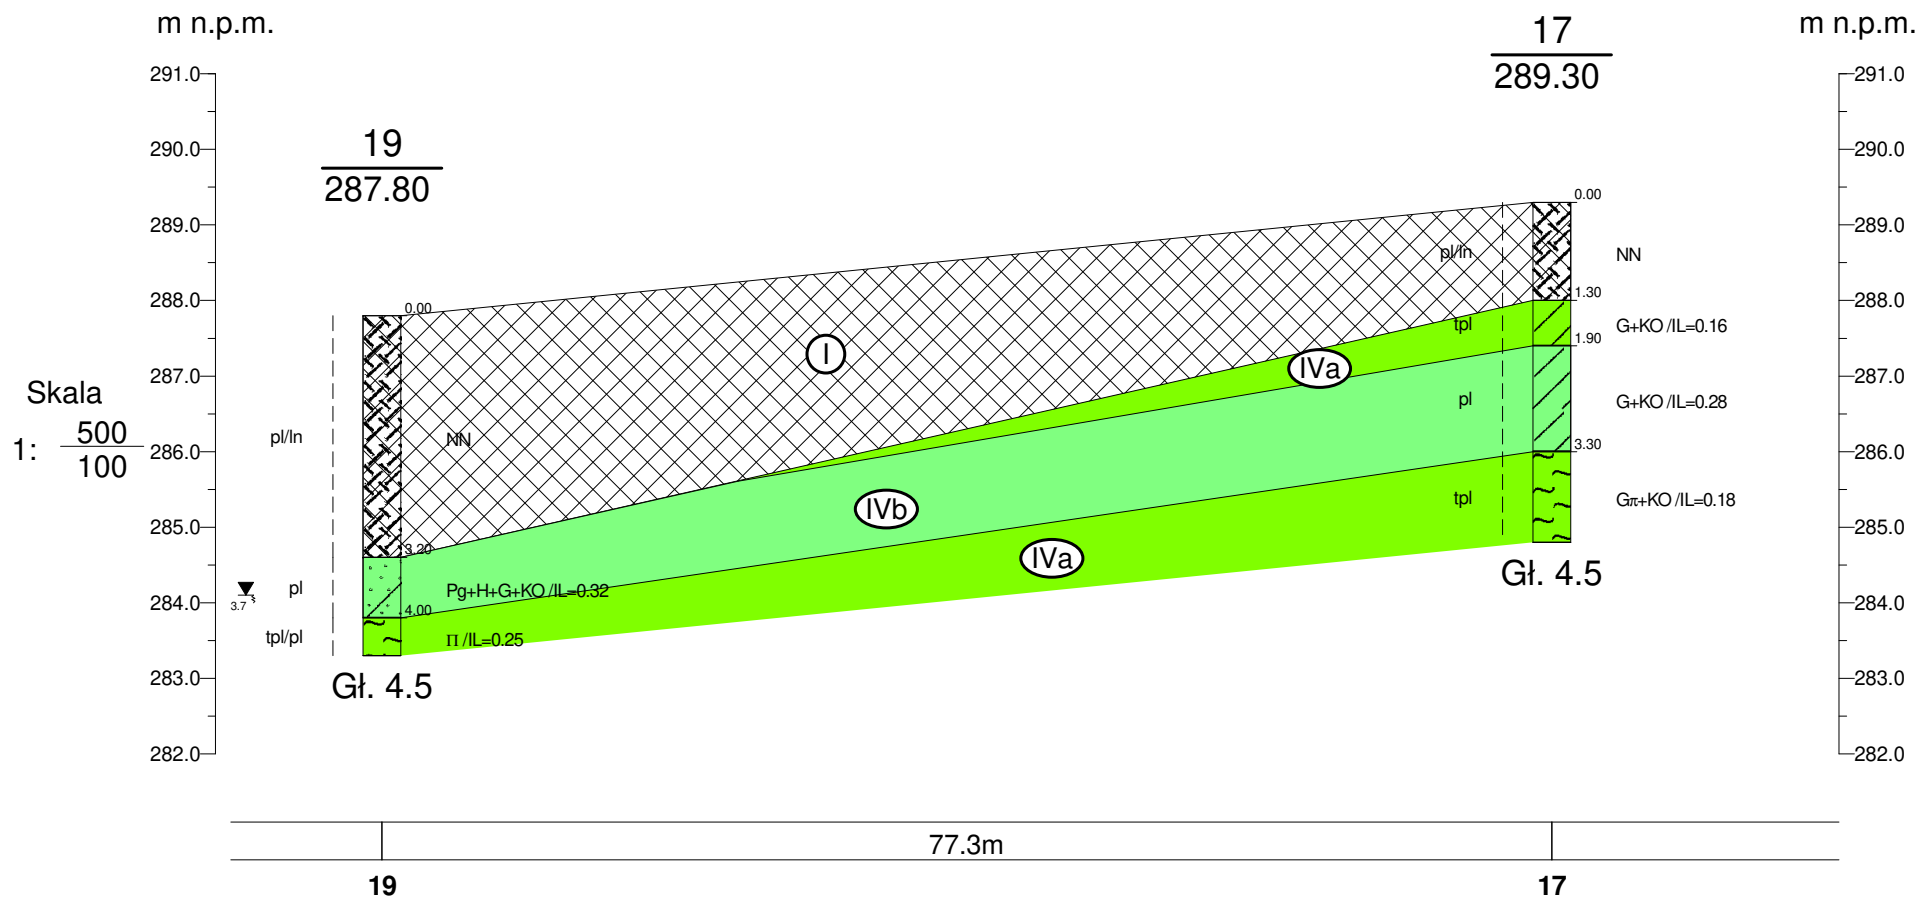 m n.p.m.
m n.p.m.
17
289.30
291.0
291.0
19
287.80
290.0
290.0
289.0
289.0
288.0
288.0
287.0
287.0
286.0
286.0
285.0
285.0
284.0
284.0
283.0
283.0
282.0
282.0
Skala
1: 500
100
0.00
pl/ln
NN
3.20
pl
Pg+H+G+KO /IL=0.32
3.7
4.00
tpl/pl
Π /IL=0.25
Gł. 4.5
I
IVa
IVb
IVa
0.00
pl/ln
NN
1.30
tpl
G+KO /IL=0.16
1.90
pl
G+KO /IL=0.28
3.30
tpl
Gπ+KO /IL=0.18
Gł. 4.5
77.3m
19
17